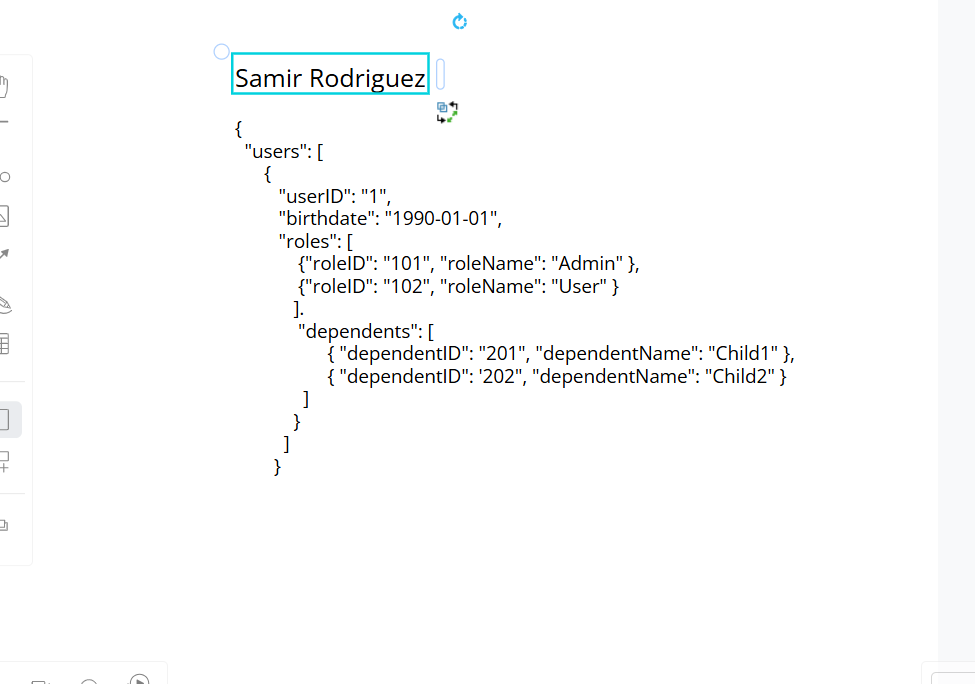 Samir Rodriguez
{
"users": [
{
"userID": "1",
"birthdate": "1990-01-01",
"roles": [
{"roleID": "101", "roleName": "Admin" },
{"roleID": "102", "roleName": "User" }
].
"dependents": [
{ "dependentID": "201", "dependentName": "Child1" },
{ "dependentID": '202", "dependentName": "Child2" }
]
}
]
}